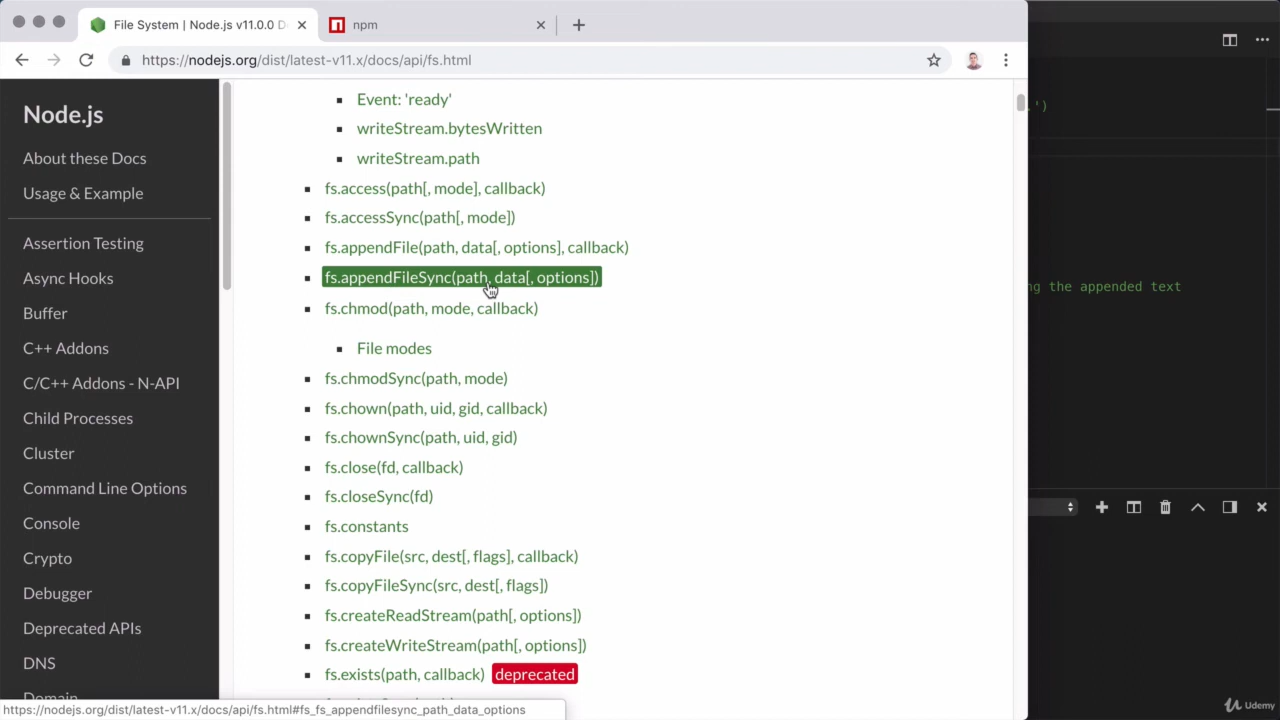 File System | Node.js v11.0.0 D
npm
https://nodejs.org/dist/latest-v11.x/docs/api/fs.html
Node.js
About these Docs
Usage & Example
Assertion Testing
Async Hooks
Buffer
C++ Addons
C/C++ Addons - N-API
Child Processes
Cluster
Command Line Options
Console
Crypto
Debugger
Deprecated APIs
DNS
Domain
Event: 'ready'
writeStream.bytesWritten
writeStream.path
fs.access(path[, mode], callback)
fs.accessSync(path[, mode])
fs.appendFile(path, data[, options], callback)
fs.appendFileSync(path, data[, options])
fs.chmod(path, mode, callback)
File modes
fs.chmodSync(path, mode)
fs.chown(path, uid, gid, callback)
fs.chownSync(path, uid, gid)
fs.close(fd, callback)
fs.closeSync(fd)
fs.constants
fs.copyFile(src, dest[, flags], callback)
fs.copyFileSync(src, dest[, flags])
fs.createReadStream(path[, options])
fs.createWriteStream(path[, options])
fs.exists(path, callback) deprecated
https://nodejs.org/dist/latest-v11.x/docs/api/fs.html#fs_fs_appendfilesync_path_data_options
.')
ng the appended text
Udemy